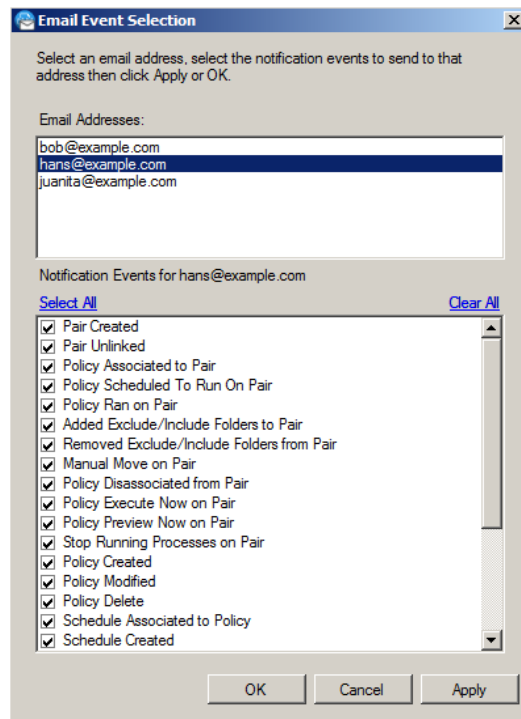 Email Event Selection
Select an email address, select the notification events to send to that
address then click Apply or OK.
Email Addresses:
bob@example.com
hans@example.com
juanita@example.com
Notification Events for hans@example.com
Select All Clear All
Pair Created
Pair Unlinked
Policy Associated to Pair
Policy Scheduled To Run On Pair
Policy Ran on Pair
Added Exclude/Include Folders to Pair
Removed Exclude/Include Folders from Pair
Manual Move on Pair
Policy Disassociated from Pair
Policy Execute Now on Pair
Policy Preview Now on Pair
Stop Running Processes on Pair
Policy Created
Policy Modified
Policy Delete
Schedule Associated to Policy
Schedule Created
OK Cancel Apply